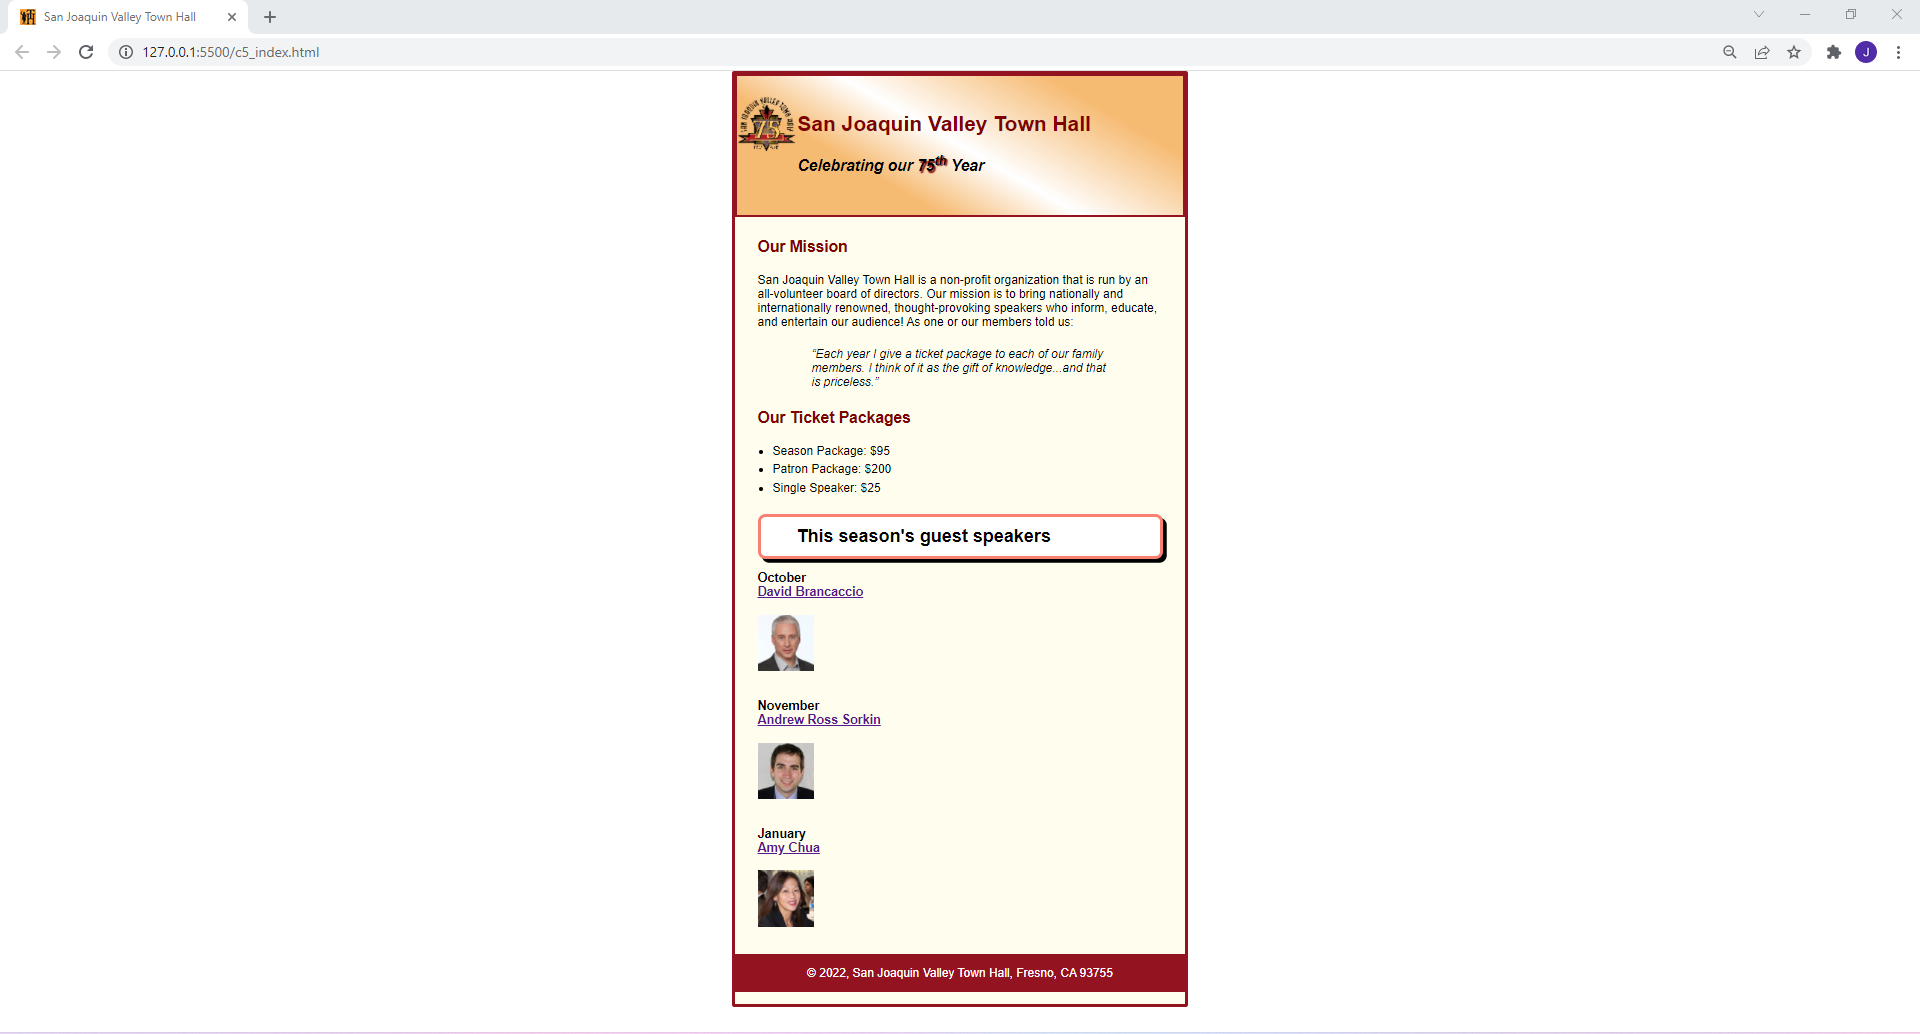 San Joaquin Valley Town Hall
127.0.0.1:5500/c5_index.html
J
SAN JOAQUIN VALLEY TOWN HALL
75
San Joaquin Valley Town Hall
Celebrating our 75th Year
Our Mission
San Joaquin Valley Town Hall is a non-profit organization that is run by an
all-volunteer board of directors. Our mission is to bring nationally and
internationally renowned, thought-provoking speakers who inform, educate,
and entertain our audience! As one or our members told us:
“Each year I give a ticket package to each of our family
members. I think of it as the gift of knowledge...and that
is priceless.”
Our Ticket Packages
Season Package: $95
Patron Package: $200
Single Speaker: $25
This season's guest speakers
October
David Brancaccio
November
Andrew Ross Sorkin
January
Amy Chua
© 2022, San Joaquin Valley Town Hall, Fresno, CA 93755